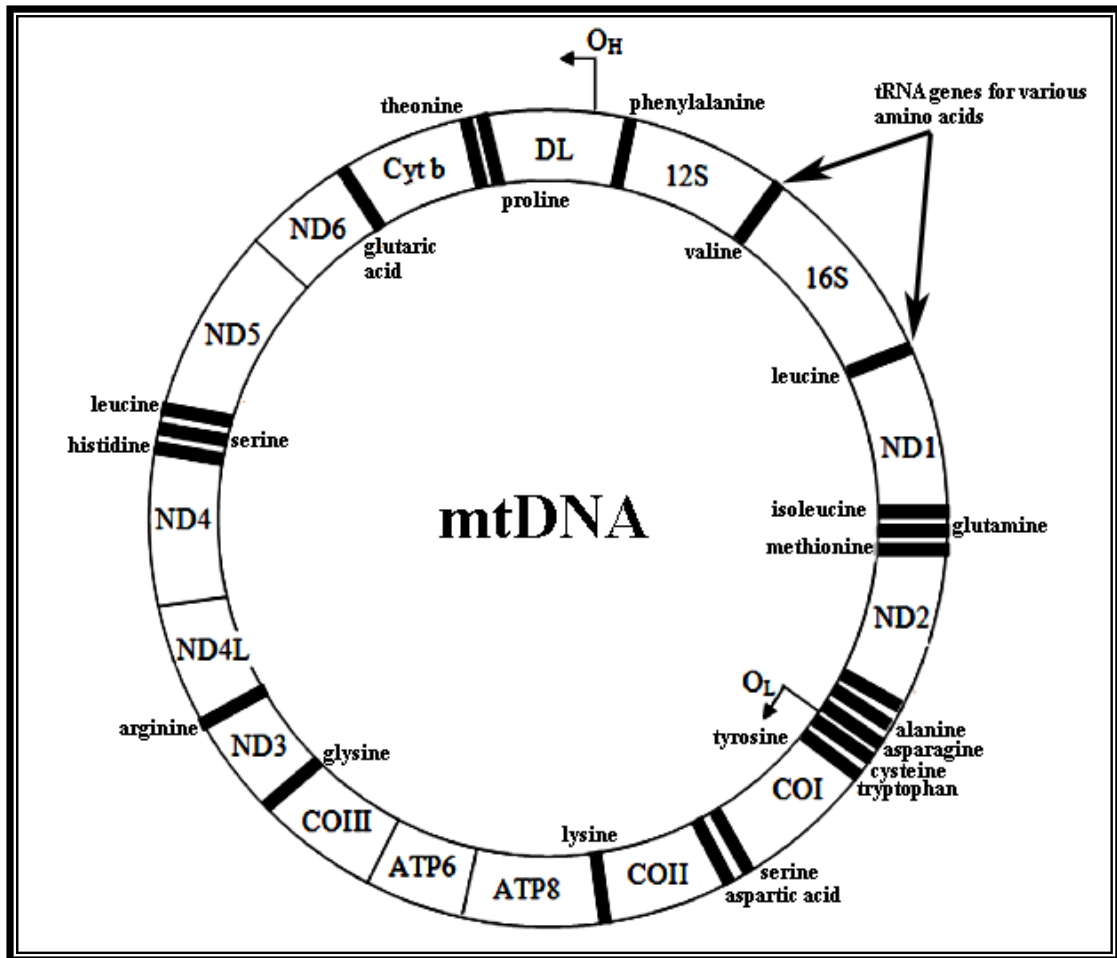 OH
theonine
phenylalanine
tRNA genes for various
amino acids
DL
12S
Cyt b
proline
ND6
glutaric
acid
valine
16S
ND5
leucine
leucine
serine
histidine
ND1
mtDNA
isoleucine
glutamine
methionine
ND4
ND2
ND4L
OL
arginine
tyrosine
alanine
asparagine
cysteine
tryptophan
ND3
glysine
COI
COIII
lysine
ATP6
ATP8
COII
serine
aspartic acid